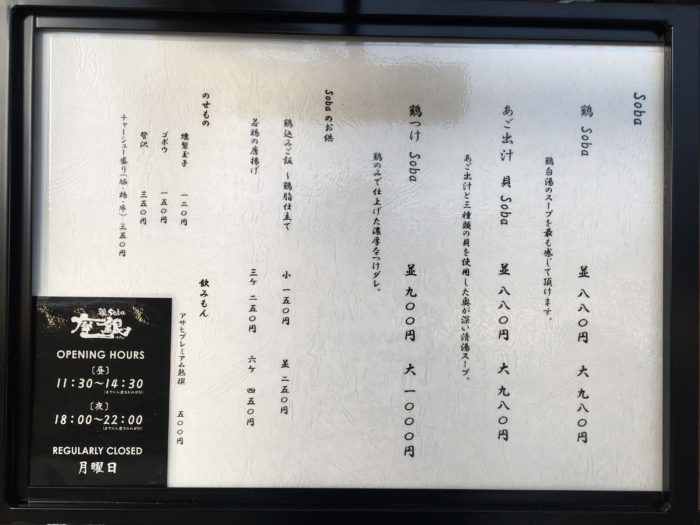 Soba
鶏 Soba 並 八八〇円 大 九八〇円
鶏白湯のスープを最も感じて頂けます。
あご出汁 貝 Soba 並 八八〇円 大 九八〇円
あご出汁と三種類の貝を使用した奥が深い清湯スープ。
鶏つけ Soba 並 九〇〇円 大 一〇〇〇円
鶏のみで仕上げた濃厚なつけダレ。
Soba のお供
鶏込みご飯 〜鶏脂仕立て 小 一五〇円 並 二五〇円
若鶏の唐揚げ 三ケ 二五〇円 六ケ 四五〇円
のせもの
燻製玉子 一二〇円
ゴボウ 一五〇円
贅沢 三五〇円
チャーシュー盛り(豚・鶏・鴨) 三五〇円
飲みもん
アサヒプレミアム熟撰 五〇〇円
鶏 Soba
座銀
OPENING HOURS
〔昼〕
11:30〜14:30
〔夜〕
18:00〜22:00
REGULARLY CLOSED
月曜日